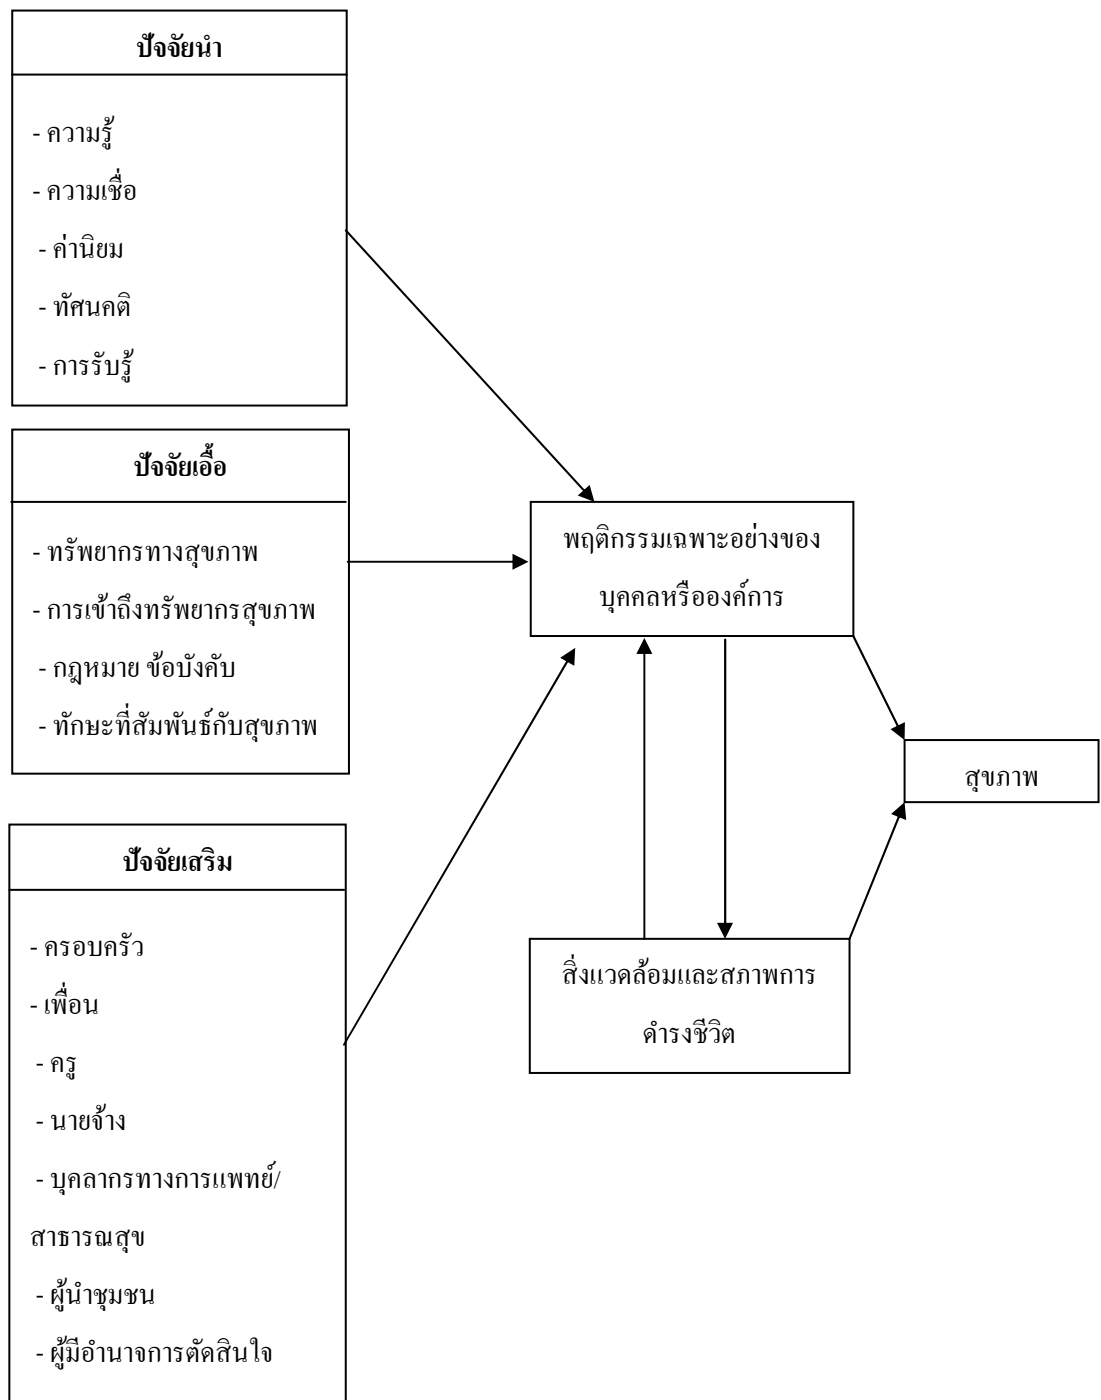 ปัจจัยนำ
- ความรู้
- ความเชื่อ
- ค่านิยม
- ทัศนคติ
- การรับรู้
ปัจจัยเอื้อ
- ทรัพยากรทางสุขภาพ
- การเข้าถึงทรัพยากรสุขภาพ
- กฎหมาย ข้อบังคับ
- ทักษะที่สัมพันธ์กับสุขภาพ
ปัจจัยเสริม
- ครอบครัว
- เพื่อน
- ครู
- นายจ้าง
- บุคลากรทางการแพทย์/
สาธารณสุข
- ผู้นำชุมชน
- ผู้มีอำนาจการตัดสินใจ
พฤติกรรมเฉพาะอย่างของ
บุคคลหรือองค์การ
สิ่งแวดล้อมและสภาพการ
ดำรงชีวิต
สุขภาพ